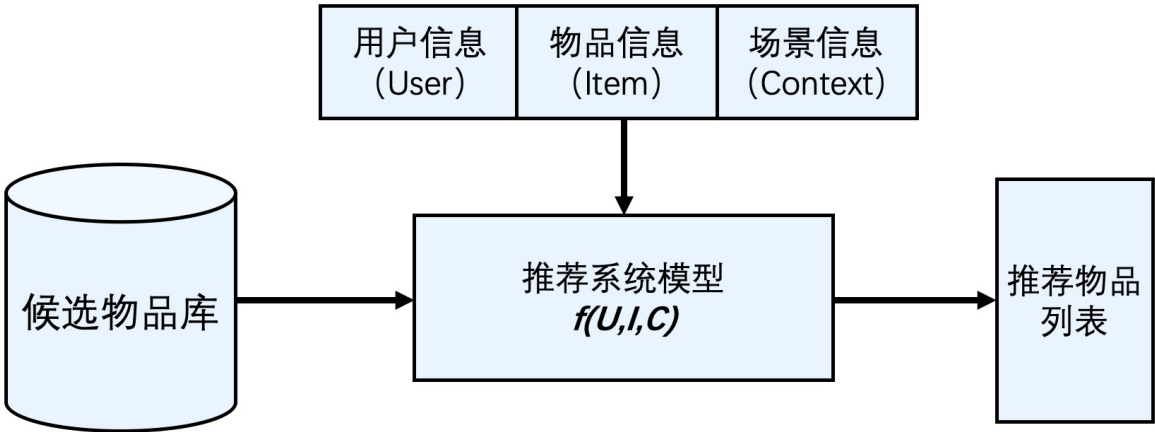 用户信息
（User）
物品信息
（Item）
场景信息
（Context）
候选物品库
推荐系统模型
f(U,I,C)
推荐物品
列表